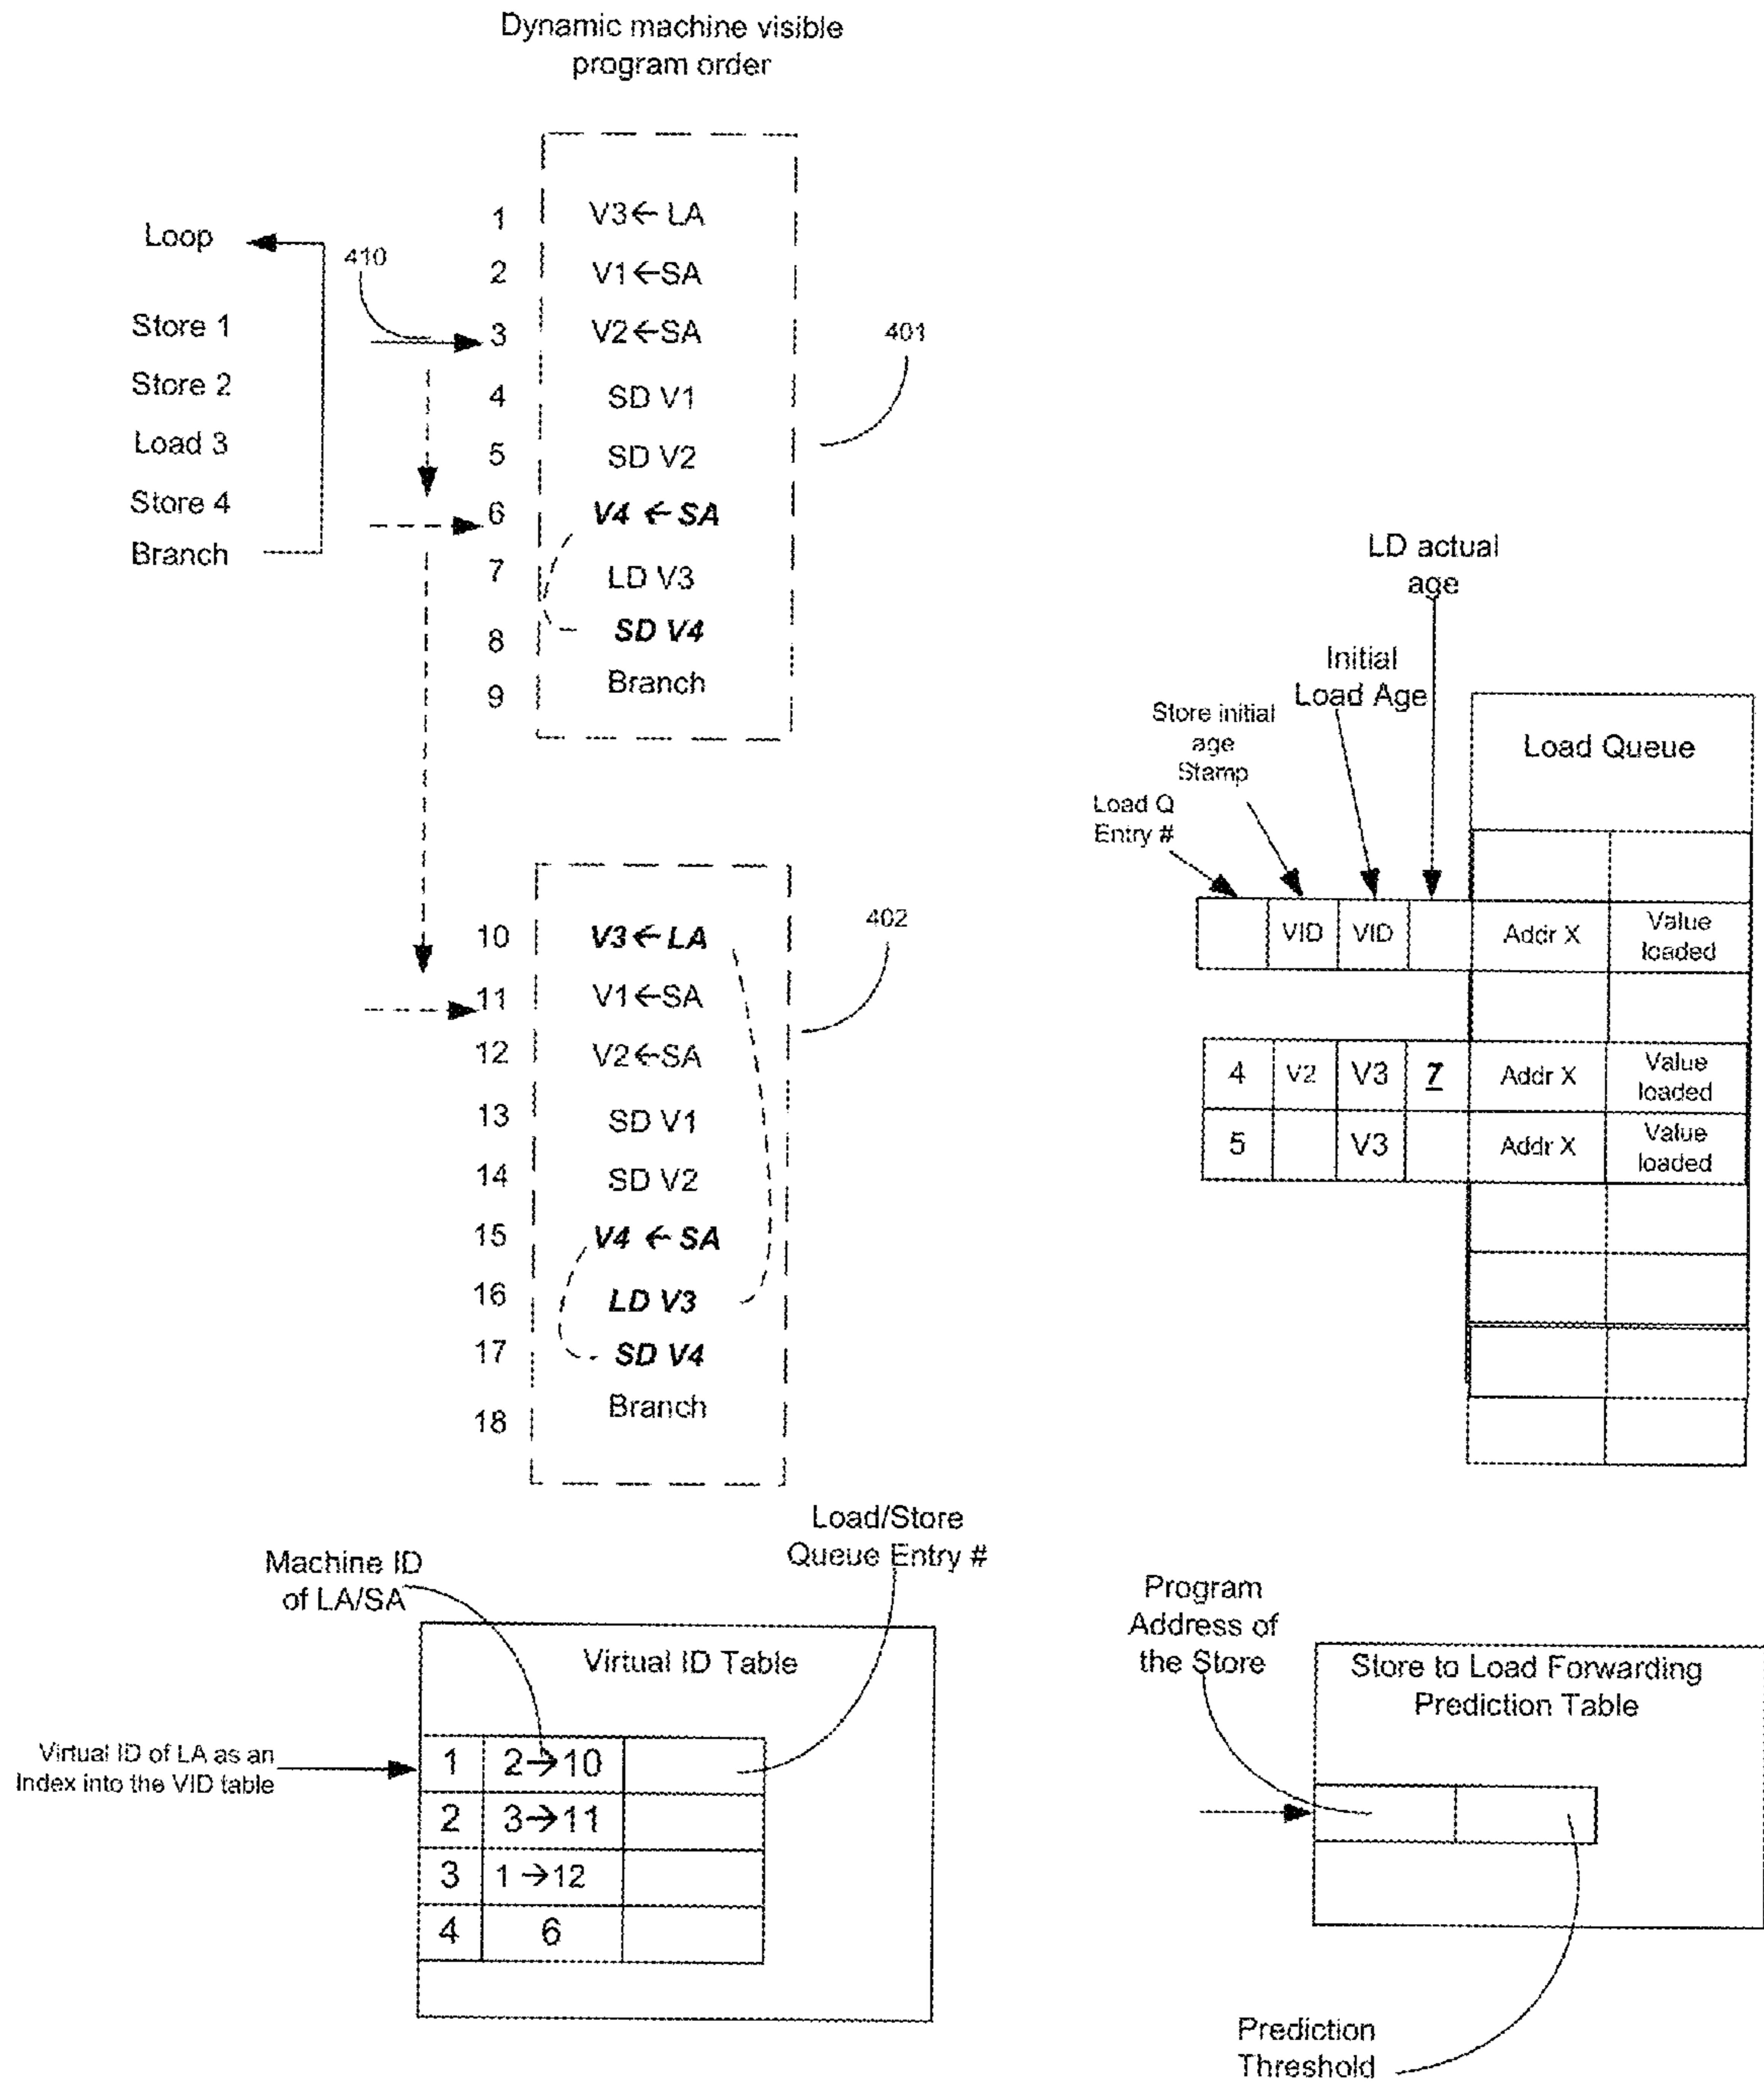 Dynamic machine visible
program order
Loop
Store 1
Store 2
Load 3
Store 4
Branch
410
1 V3←LA
2 V1←SA
3 V2←SA
4 SD V1
5 SD V2
6 V4 ←SA
7 LD V3
8 SD V4
9 Branch
401
10 V3←LA
11 V1←SA
12 V2←SA
13 SD V1
14 SD V2
15 V4 ←SA
16 LD V3
17 SD V4
18 Branch
402
LD actual
age
Initial
Load Age
Store initial
age
Stamp
Load Q
Entry #
Load Queue
VID VID Addr X Value
loaded
4 V2 V3 7 Addr X Value
loaded
5 V3 Addr X Value
loaded
Machine ID
of LA/SA
Load/Store
Queue Entry #
Virtual ID Table
Virtual ID of LA as an
Index into the VID table
1 2→10
2 3→11
3 1→12
4 6
Program
Address of
the Store
Store to Load Forwarding
Prediction Table
Prediction
Threshold